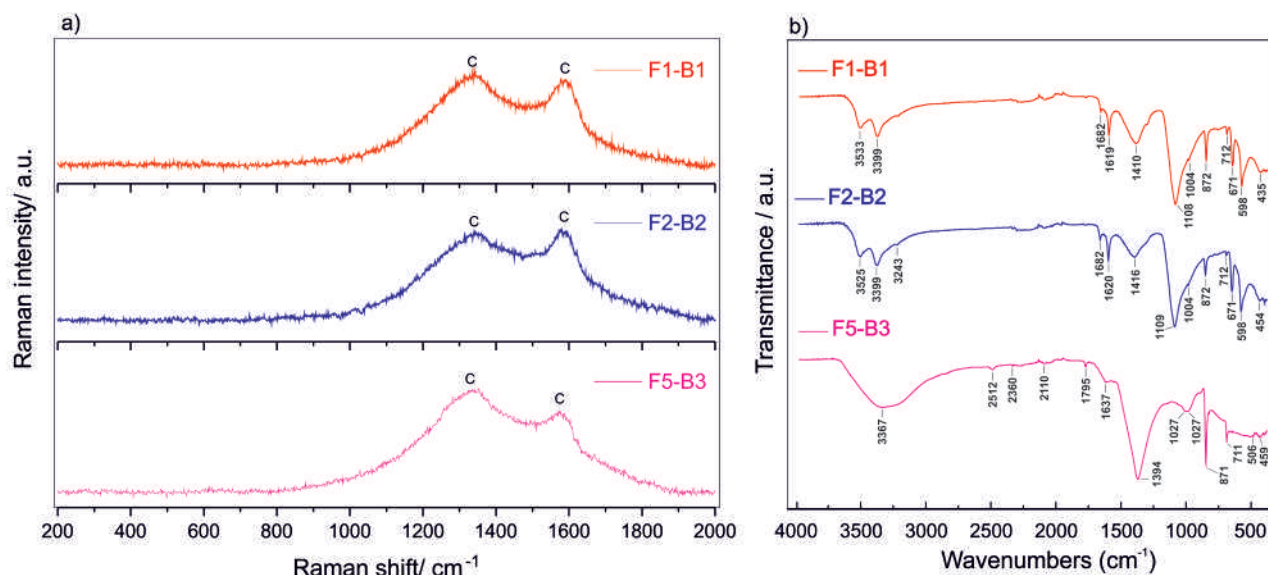 a)
C
C
F1-B1
C
C
F2-B2
C
C
F5-B3
Raman intensity/ a.u.
200 400 600 800 1000 1200 1400 1600 1800 2000
Raman shift/ cm⁻¹
b)
F1-B1
3533
3399
1682
1619
1410
1108
1004
872
712
671
598
435
F2-B2
3525
3399
3243
1682
1620
1416
1109
1004
872
712
671
598
454
F5-B3
3367
2512
2360
2110
1795
1637
1394
1027
1027
871
711
506
459
Transmittance / a.u.
4000 3500 3000 2500 2000 1500 1000 500
Wavenumbers (cm⁻¹)